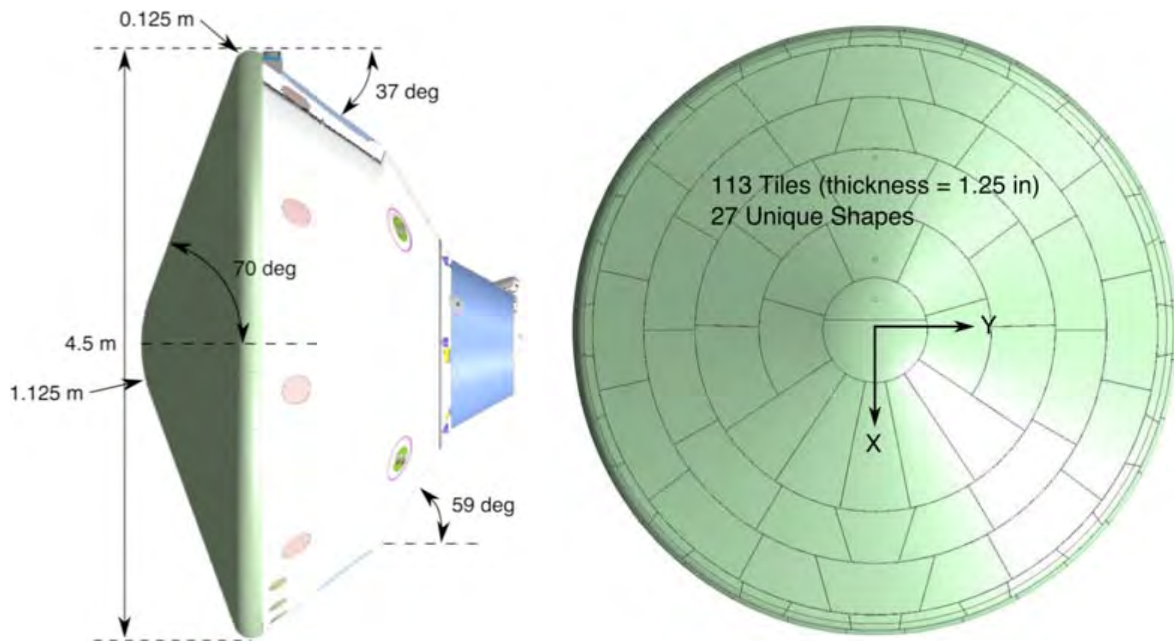 0.125 m
37 deg
70 deg
4.5 m
1.125 m
59 deg
113 Tiles (thickness = 1.25 in)
27 Unique Shapes
Y
X